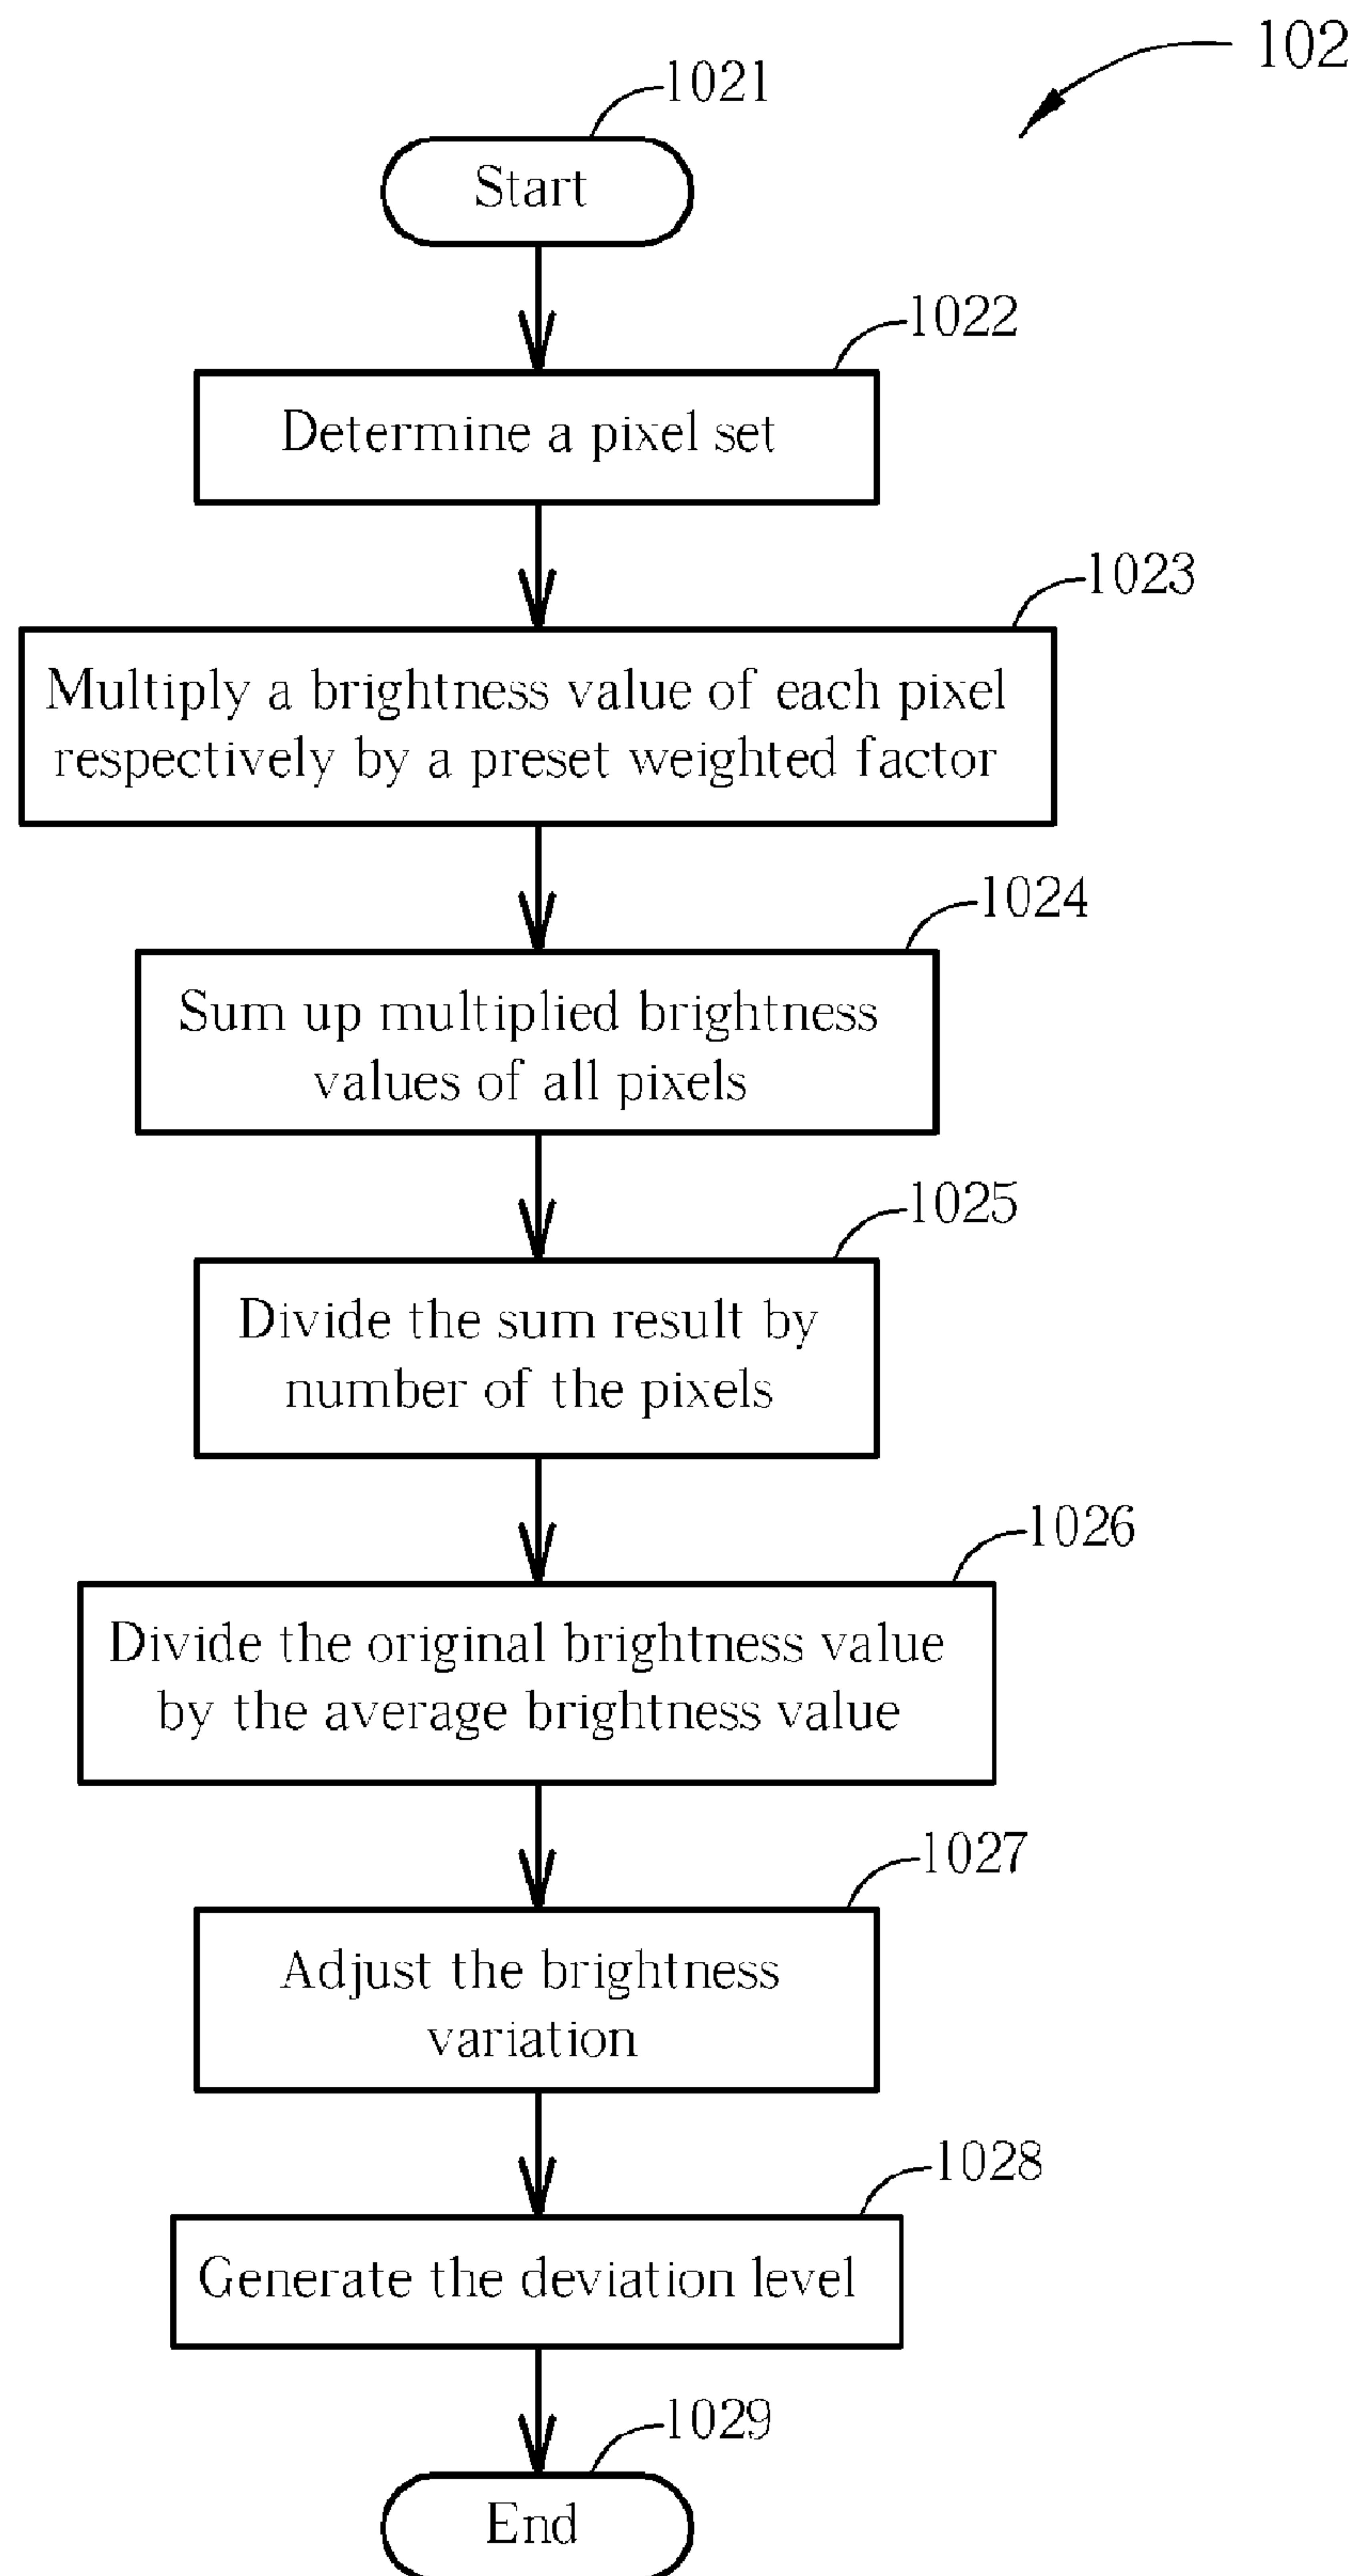 102
1021
Start
1022
Determine a pixel set
1023
Multiply a brightness value of each pixel
respectively by a preset weighted factor
1024
Sum up multiplied brightness
values of all pixels
1025
Divide the sum result by
number of the pixels
1026
Divide the original brightness value
by the average brightness value
1027
Adjust the brightness
variation
1028
Generate the deviation level
1029
End